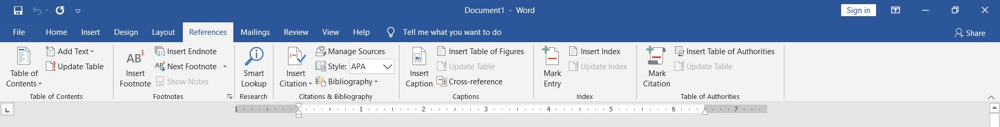 Document1 - Word
Sign in
File Home Insert Design Layout References Mailings Review View Help Tell me what you want to do Share
Table of Contents
Add Text
Update Table
Table of Contents
AB1
Insert Footnote
Insert Endnote
AB1 Next Footnote
Show Notes
Footnotes
Smart Lookup
Research
Insert Citation
Manage Sources
Style: APA
Bibliography
Citations & Bibliography
Insert Caption
Insert Table of Figures
Update Table
Cross-reference
Captions
Mark Entry
Insert Index
Update Index
Index
Mark Citation
Insert Table of Authorities
Update Table
Table of Authorities
1 1 2 3 4 5 6 7